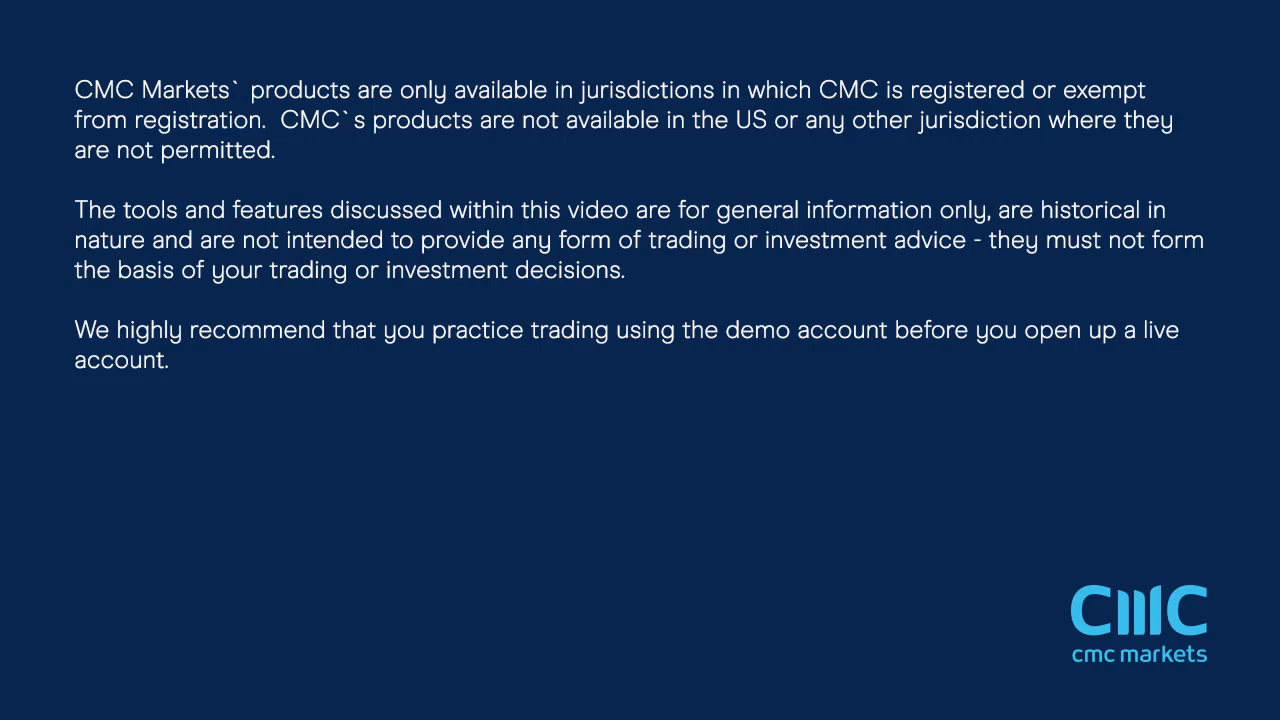 CMC Markets` products are only available in jurisdictions in which CMC is registered or exempt
from registration.  CMC`s products are not available in the US or any other jurisdiction where they
are not permitted.
The tools and features discussed within this video are for general information only, are historical in
nature and are not intended to provide any form of trading or investment advice - they must not form
the basis of your trading or investment decisions.
We highly recommend that you practice trading using the demo account before you open up a live
account.
CMC
cmc markets